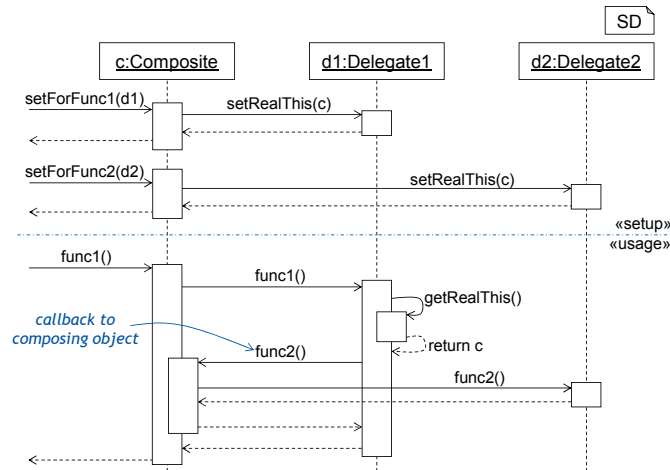 SD
c:Composite
d1:Delegate1
d2:Delegate2
setForFunc1(d1)
setRealThis(c)
setForFunc2(d2)
setRealThis(c)
«setup»
«usage»
func1()
func1()
getRealThis()
callback to
composing object
return c
func2()
func2()